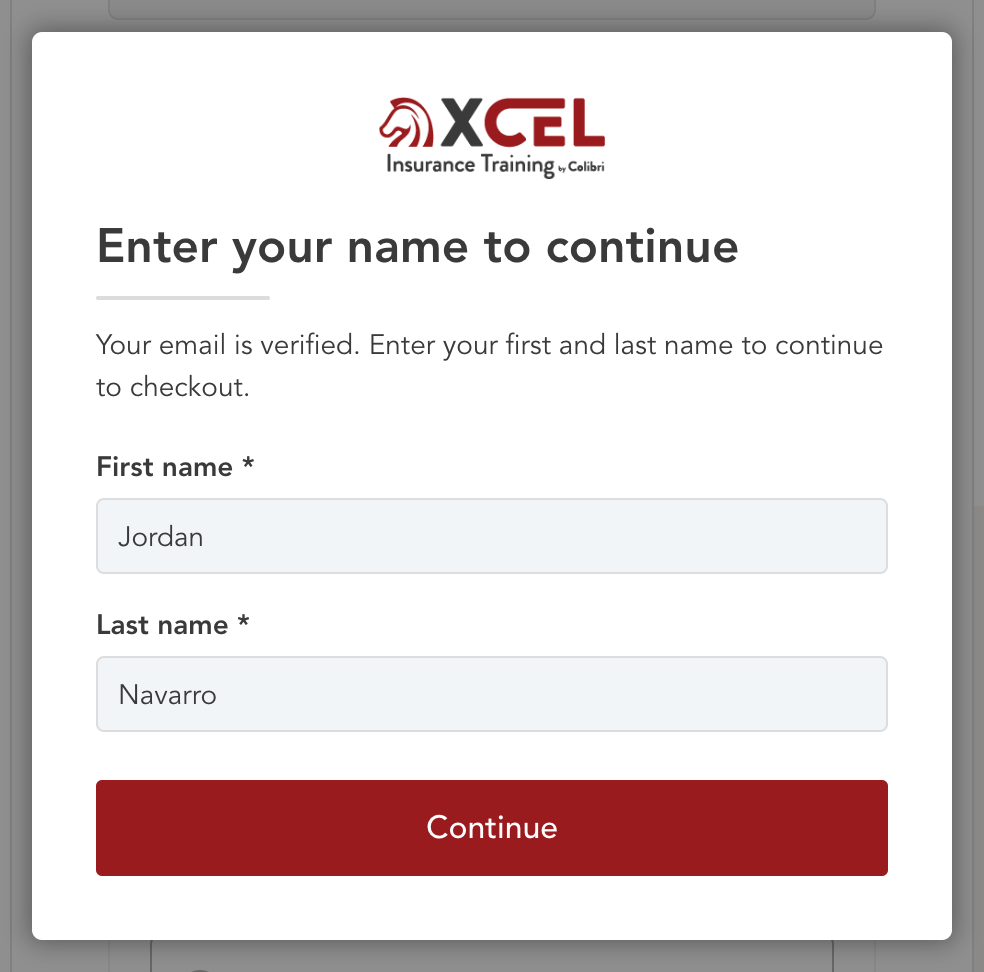 XCEL
Insurance Training by Colibri
Enter your name to continue
Your email is verified. Enter your first and last name to continue
to checkout.
First name *
Jordan
Last name *
Navarro
Continue